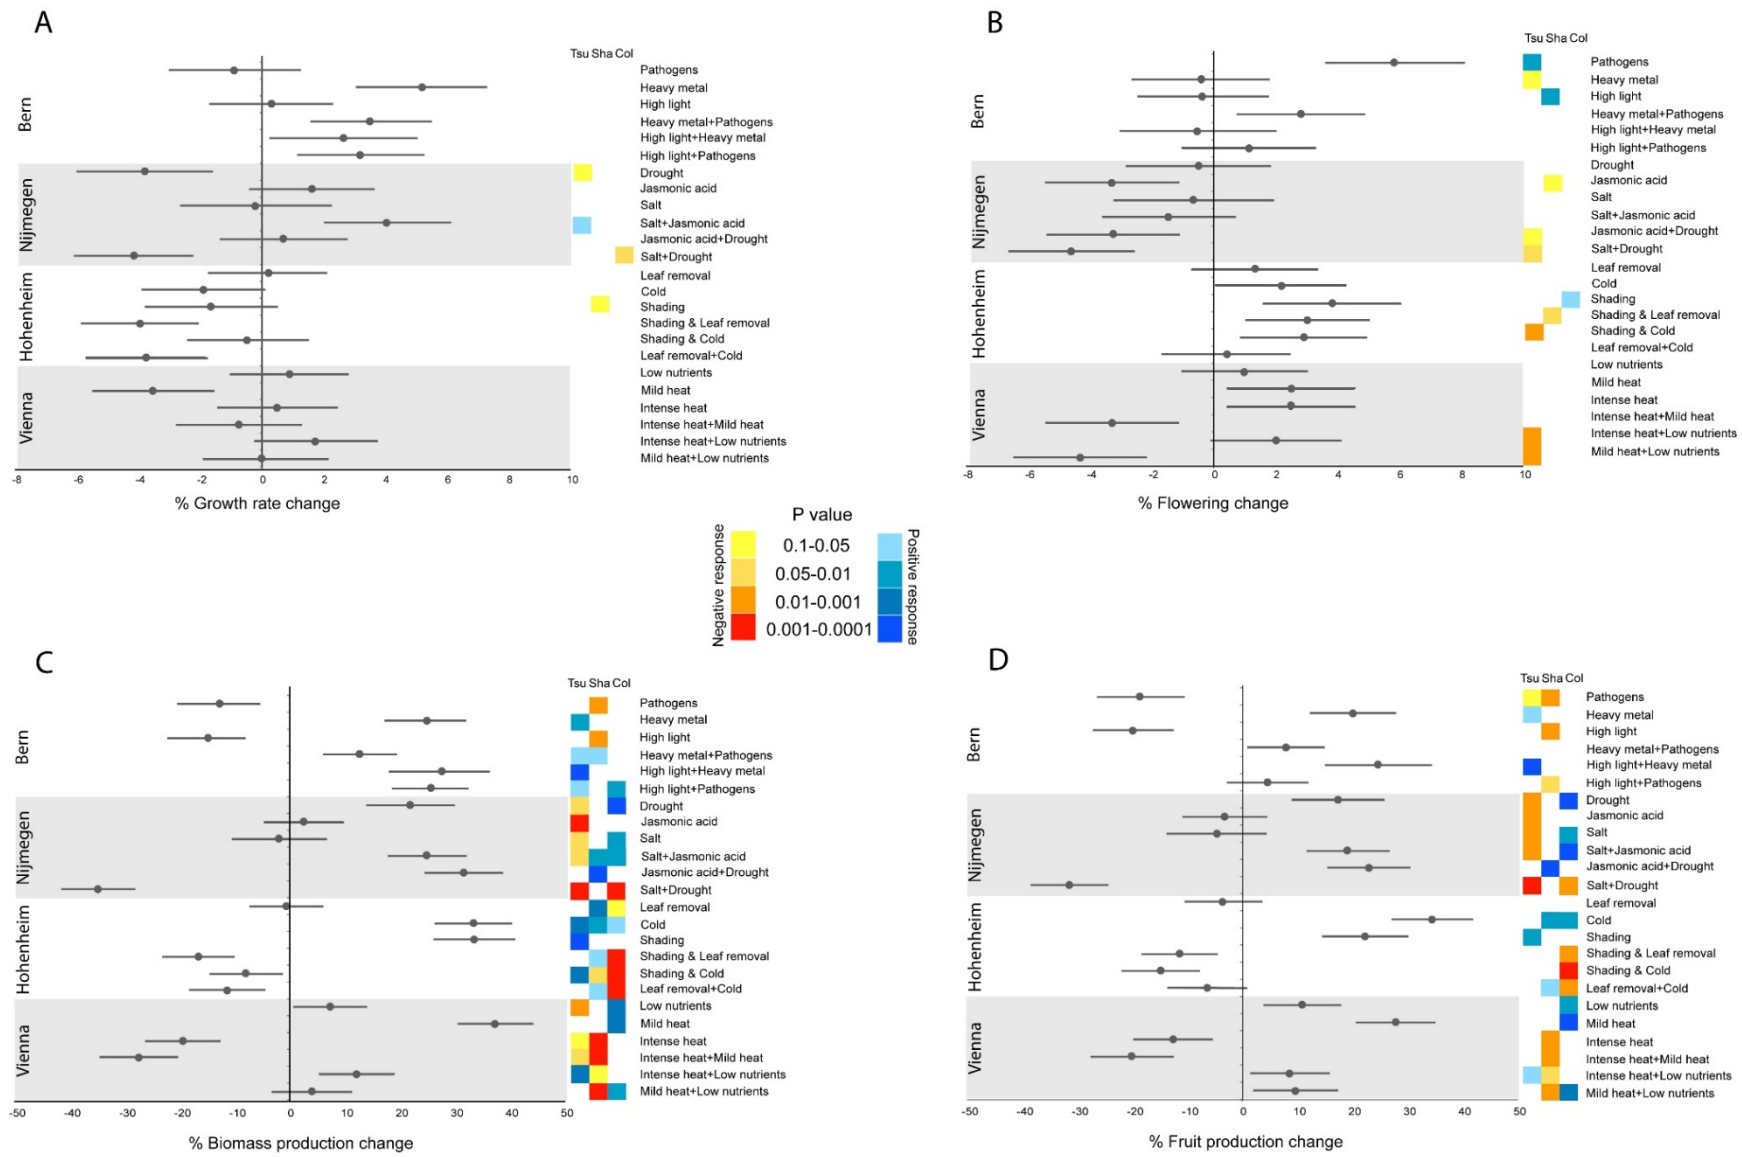 A
Tsu Sha Col
Bern
Pathogens
Heavy metal
High light
Heavy metal+Pathogens
High light+Heavy metal
High light+Pathogens
Nijmegen
Drought
Jasmonic acid
Salt
Salt+Jasmonic acid
Jasmonic acid+Drought
Salt+Drought
Hohenheim
Leaf removal
Cold
Shading
Shading & Leaf removal
Shading & Cold
Leaf removal+Cold
Vienna
Low nutrients
Mild heat
Intense heat
Intense heat+Mild heat
Intense heat+Low nutrients
Mild heat+Low nutrients
-8 -6 -4 -2 0 2 4 6 8 10
% Growth rate change
B
Tsu Sha Col
Bern
Pathogens
Heavy metal
High light
Heavy metal+Pathogens
High light+Heavy metal
High light+Pathogens
Nijmegen
Drought
Jasmonic acid
Salt
Salt+Jasmonic acid
Jasmonic acid+Drought
Salt+Drought
Hohenheim
Leaf removal
Cold
Shading
Shading & Leaf removal
Shading & Cold
Leaf removal+Cold
Vienna
Low nutrients
Mild heat
Intense heat
Intense heat+Mild heat
Intense heat+Low nutrients
Mild heat+Low nutrients
-8 -6 -4 -2 0 2 4 6 8 10
% Flowering change
P value
Negative response
0.1-0.05
0.05-0.01
0.01-0.001
0.001-0.0001
Positive response
C
Tsu Sha Col
Bern
Pathogens
Heavy metal
High light
Heavy metal+Pathogens
High light+Heavy metal
High light+Pathogens
Nijmegen
Drought
Jasmonic acid
Salt
Salt+Jasmonic acid
Jasmonic acid+Drought
Salt+Drought
Hohenheim
Leaf removal
Cold
Shading
Shading & Leaf removal
Shading & Cold
Leaf removal+Cold
Vienna
Low nutrients
Mild heat
Intense heat
Intense heat+Mild heat
Intense heat+Low nutrients
Mild heat+Low nutrients
-50 -40 -30 -20 -10 0 10 20 30 40 50
% Biomass production change
D
Tsu Sha Col
Bern
Pathogens
Heavy metal
High light
Heavy metal+Pathogens
High light+Heavy metal
High light+Pathogens
Nijmegen
Drought
Jasmonic acid
Salt
Salt+Jasmonic acid
Jasmonic acid+Drought
Salt+Drought
Hohenheim
Leaf removal
Cold
Shading
Shading & Leaf removal
Shading & Cold
Leaf removal+Cold
Vienna
Low nutrients
Mild heat
Intense heat
Intense heat+Mild heat
Intense heat+Low nutrients
Mild heat+Low nutrients
-50 -40 -30 -20 -10 0 10 20 30 40 50
% Fruit production change